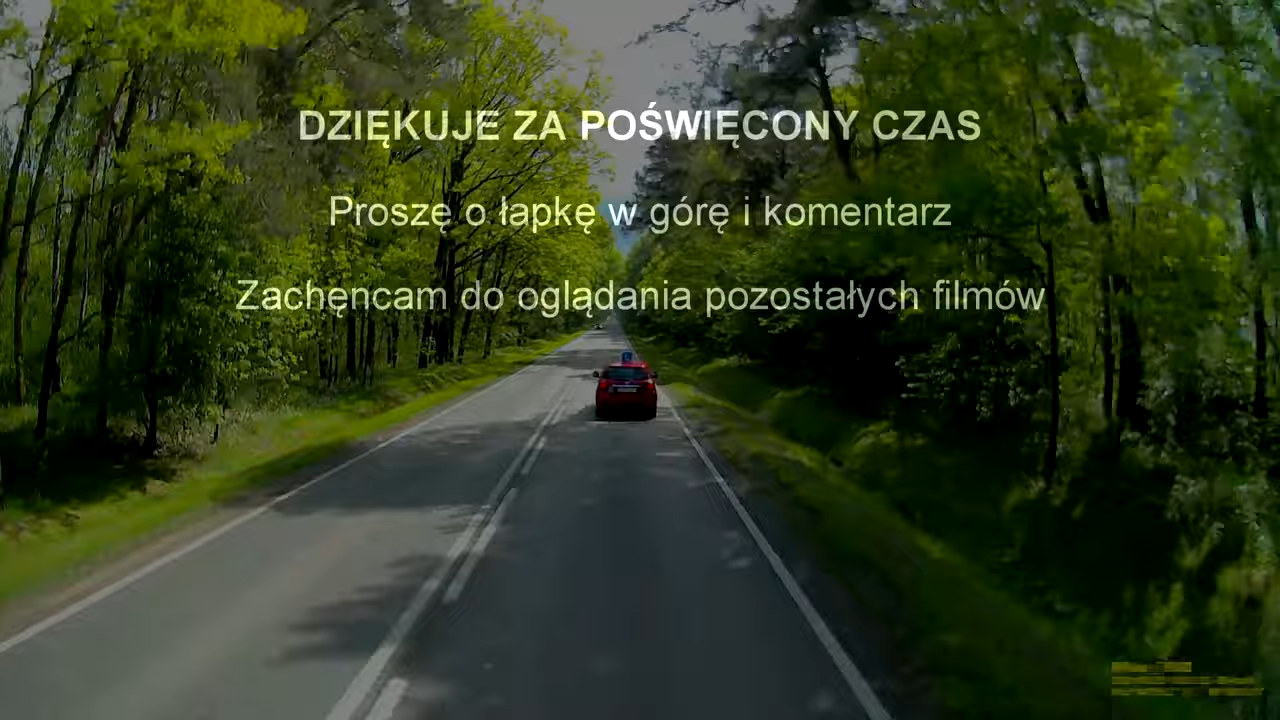 DZIĘKUJE ZA POŚWIĘCONY CZAS
Proszę o łapkę w górę i komentarz
Zachęncam do oglądania pozostałych filmów